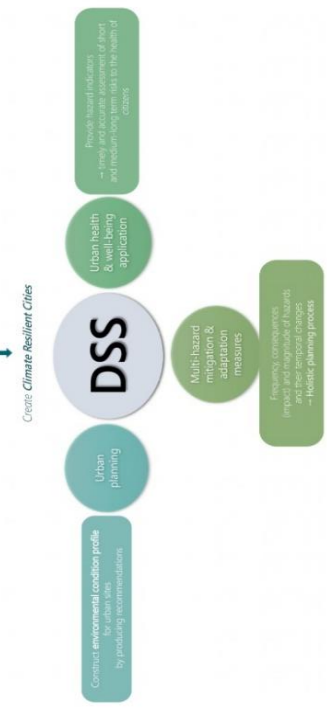 Create Climate Resilient Cities
Construct environmental condition profile
for urban sites
by producing recommendations
Urban
planning
DSS
Urban health
& well-being
application
Provide hazard indicators
→ timely and accurate assesment of short
and medium-long term risks to the health of
citizens
Multi-hazard
mitigation &
adaptation
measures
Frequency, consequences
(impact) and magnitude of hazards
and their temporal changes
→ Holistic planning process